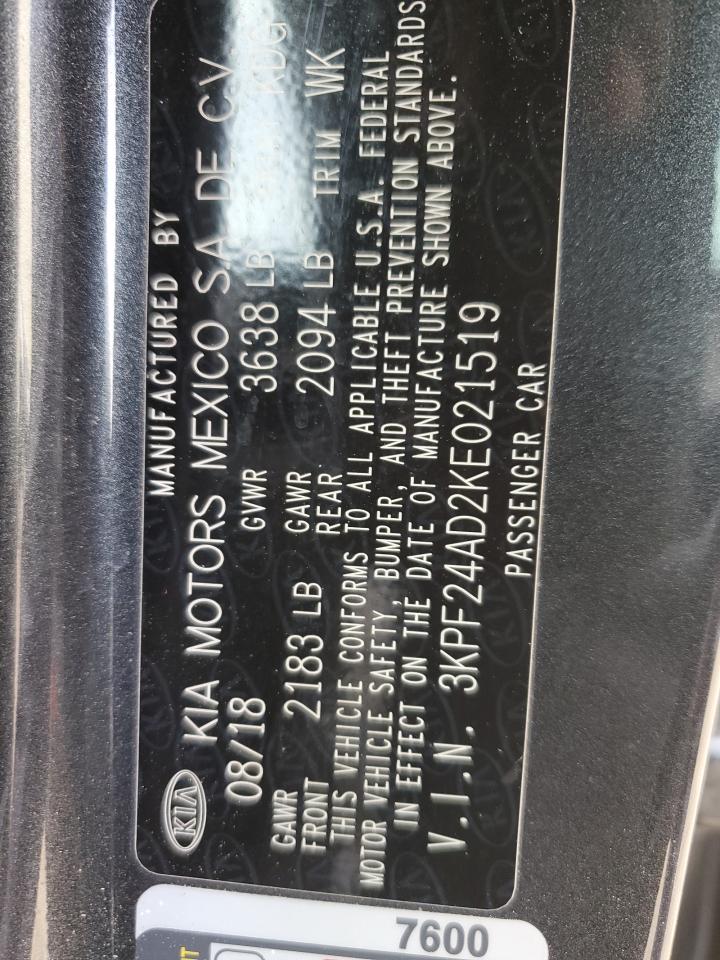 MANUFACTURED BY
KIA KIA MOTORS MEXICO S.A. DE C.V.
08/18 GVWR 3638 LB KDG
GAWR FRONT 2183 LB GAWR REAR 2094 LB TRIM WK
THIS VEHICLE CONFORMS TO ALL APPLICABLE U.S.A. FEDERAL
MOTOR VEHICLE SAFETY, BUMPER, AND THEFT PREVENTION STANDARDS
IN EFFECT ON THE DATE OF MANUFACTURE SHOWN ABOVE.
V.I.N. 3KPF24AD2KE021519
PASSENGER CAR
7600